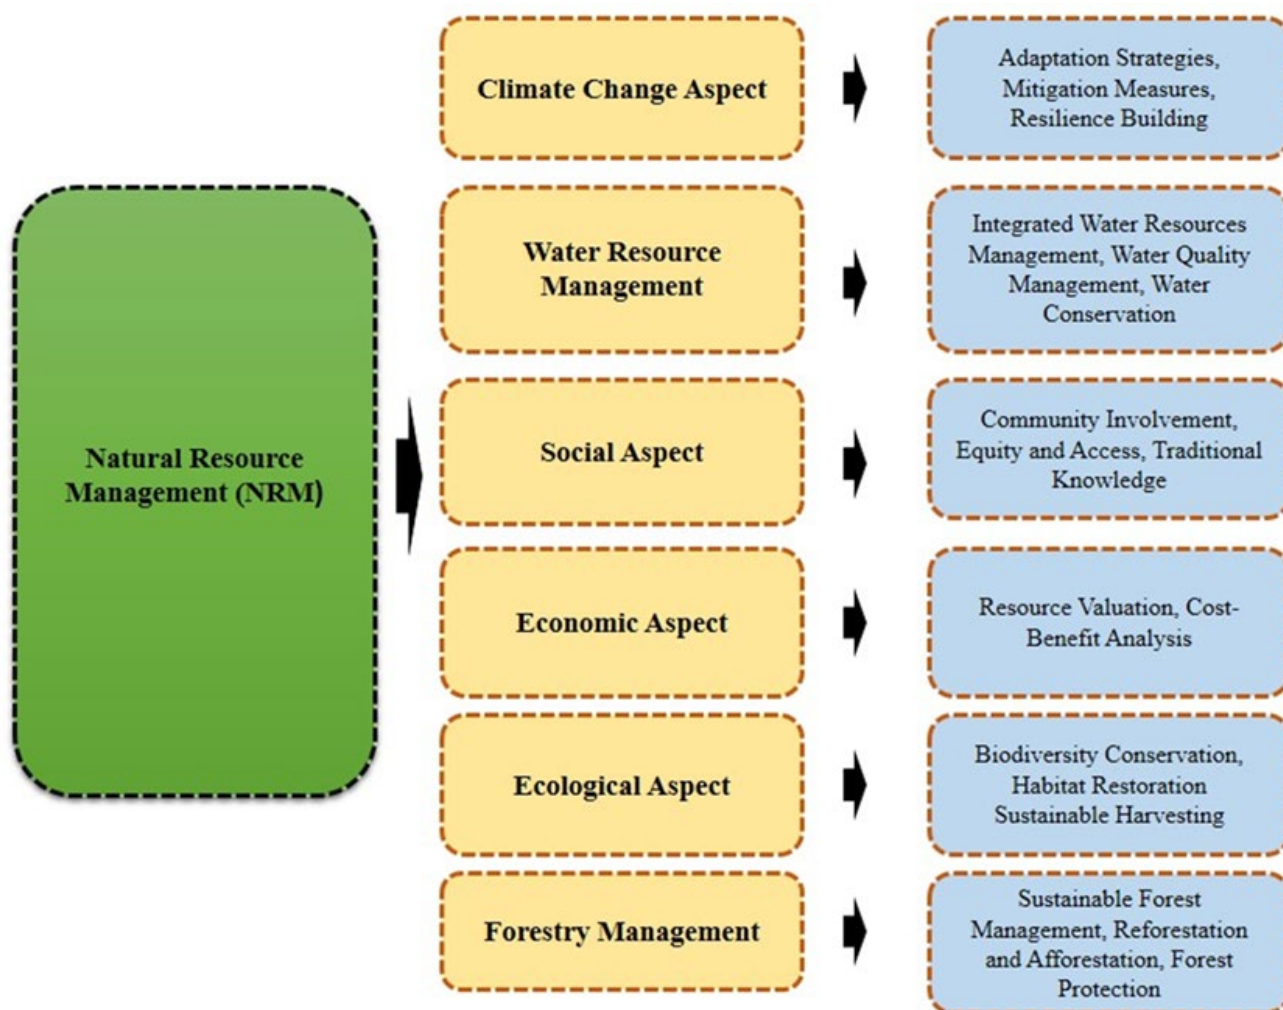 Natural Resource
Management (NRM)
Climate Change Aspect
Adaptation Strategies,
Mitigation Measures,
Resilience Building
Water Resource
Management
Integrated Water Resources
Management, Water Quality
Management, Water
Conservation
Social Aspect
Community Involvement,
Equity and Access, Traditional
Knowledge
Economic Aspect
Resource Valuation, Cost-
Benefit Analysis
Ecological Aspect
Biodiversity Conservation,
Habitat Restoration
Sustainable Harvesting
Forestry Management
Sustainable Forest
Management, Reforestation
and Afforestation, Forest
Protection